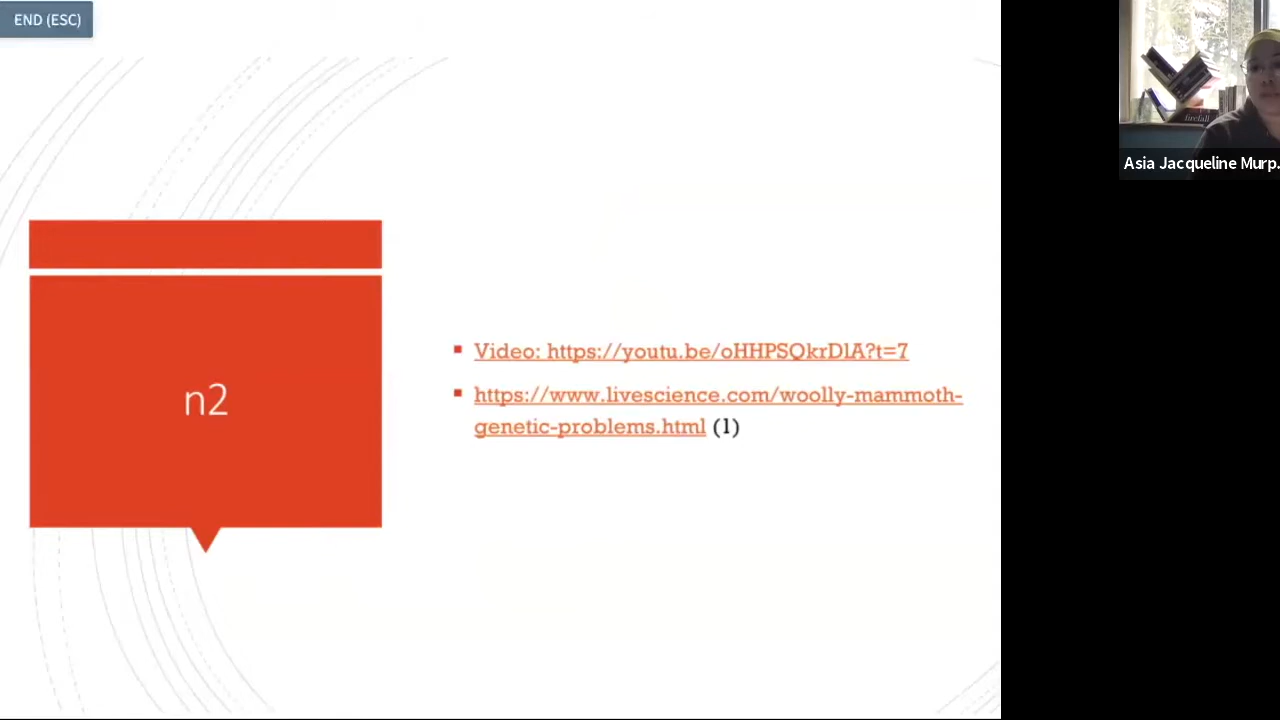 END (ESC)
n2
Video: https://youtu.be/oHHPSQkrDlA?t=7
https://www.livescience.com/woolly-mammoth-
genetic-problems.html (1)
firefall
Asia Jacqueline Murp.